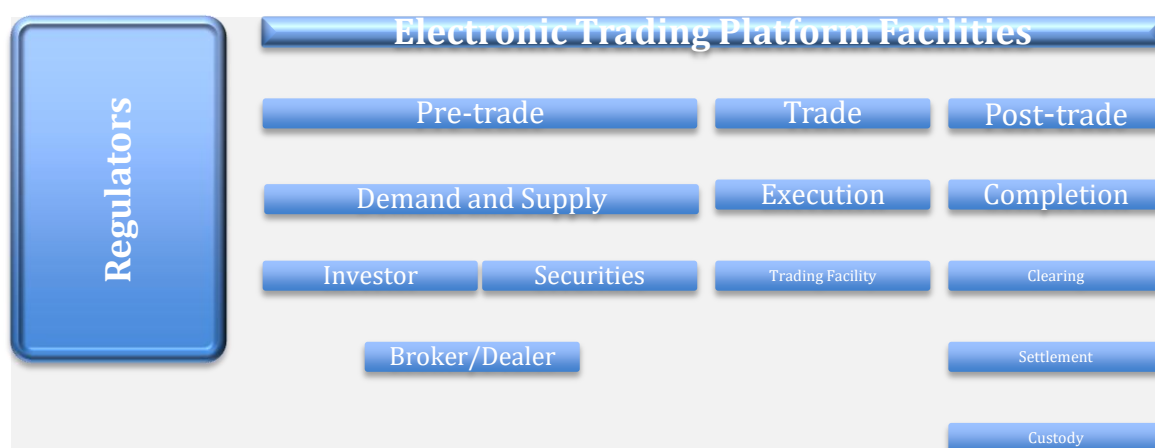 Electronic Trading Platform Facilities
Regulators
Pre-trade
Trade
Post-trade
Demand and Supply
Execution
Completion
Investor
Securities
Trading Facility
Clearing
Broker/Dealer
Settlement
Custody